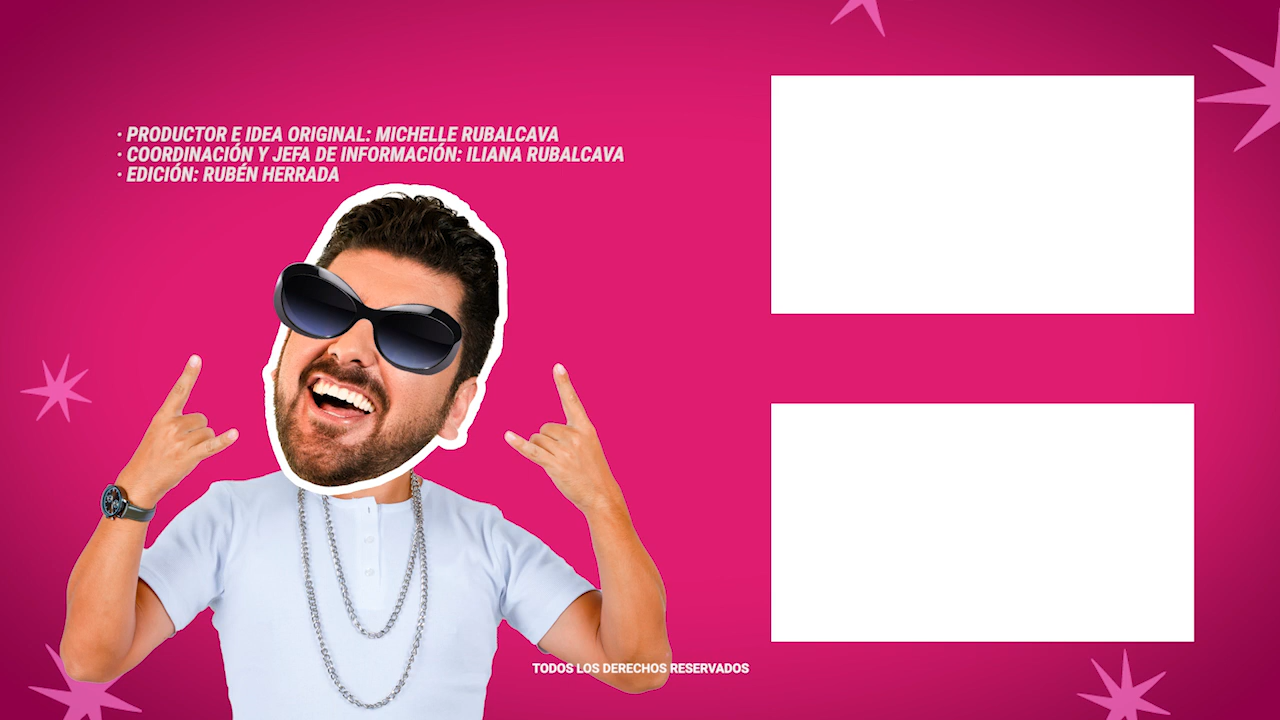 · PRODUCTOR E IDEA ORIGINAL: MICHELLE RUBALCAVA
· COORDINACIÓN Y JEFA DE INFORMACIÓN: ILIANA RUBALCAVA
· EDICIÓN: RUBÉN HERRADA
TODOS LOS DERECHOS RESERVADOS